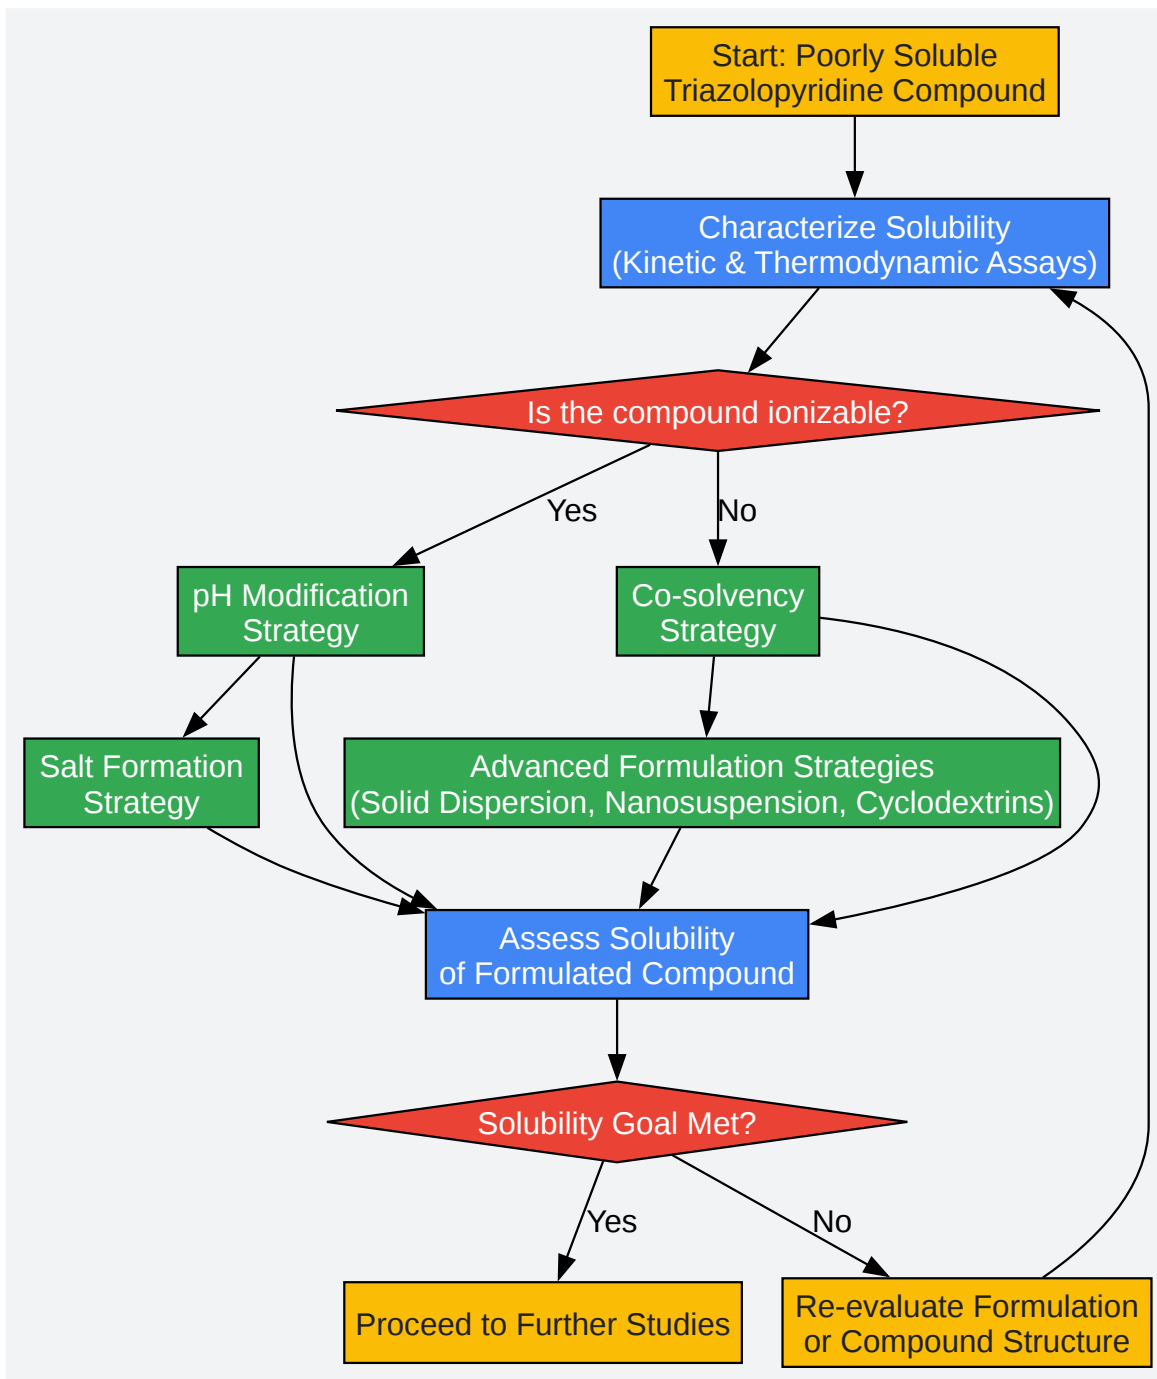 Start: Poorly Soluble
Triazolopyridine Compound
Characterize Solubility
(Kinetic & Thermodynamic Assays)
Is the compound ionizable?
Yes
No
pH Modification
Strategy
Co-solvency
Strategy
Salt Formation
Strategy
Advanced Formulation Strategies
(Solid Dispersion, Nanosuspension, Cyclodextrins)
Assess Solubility
of Formulated Compound
Solubility Goal Met?
Yes
No
Proceed to Further Studies
Re-evaluate Formulation
or Compound Structure